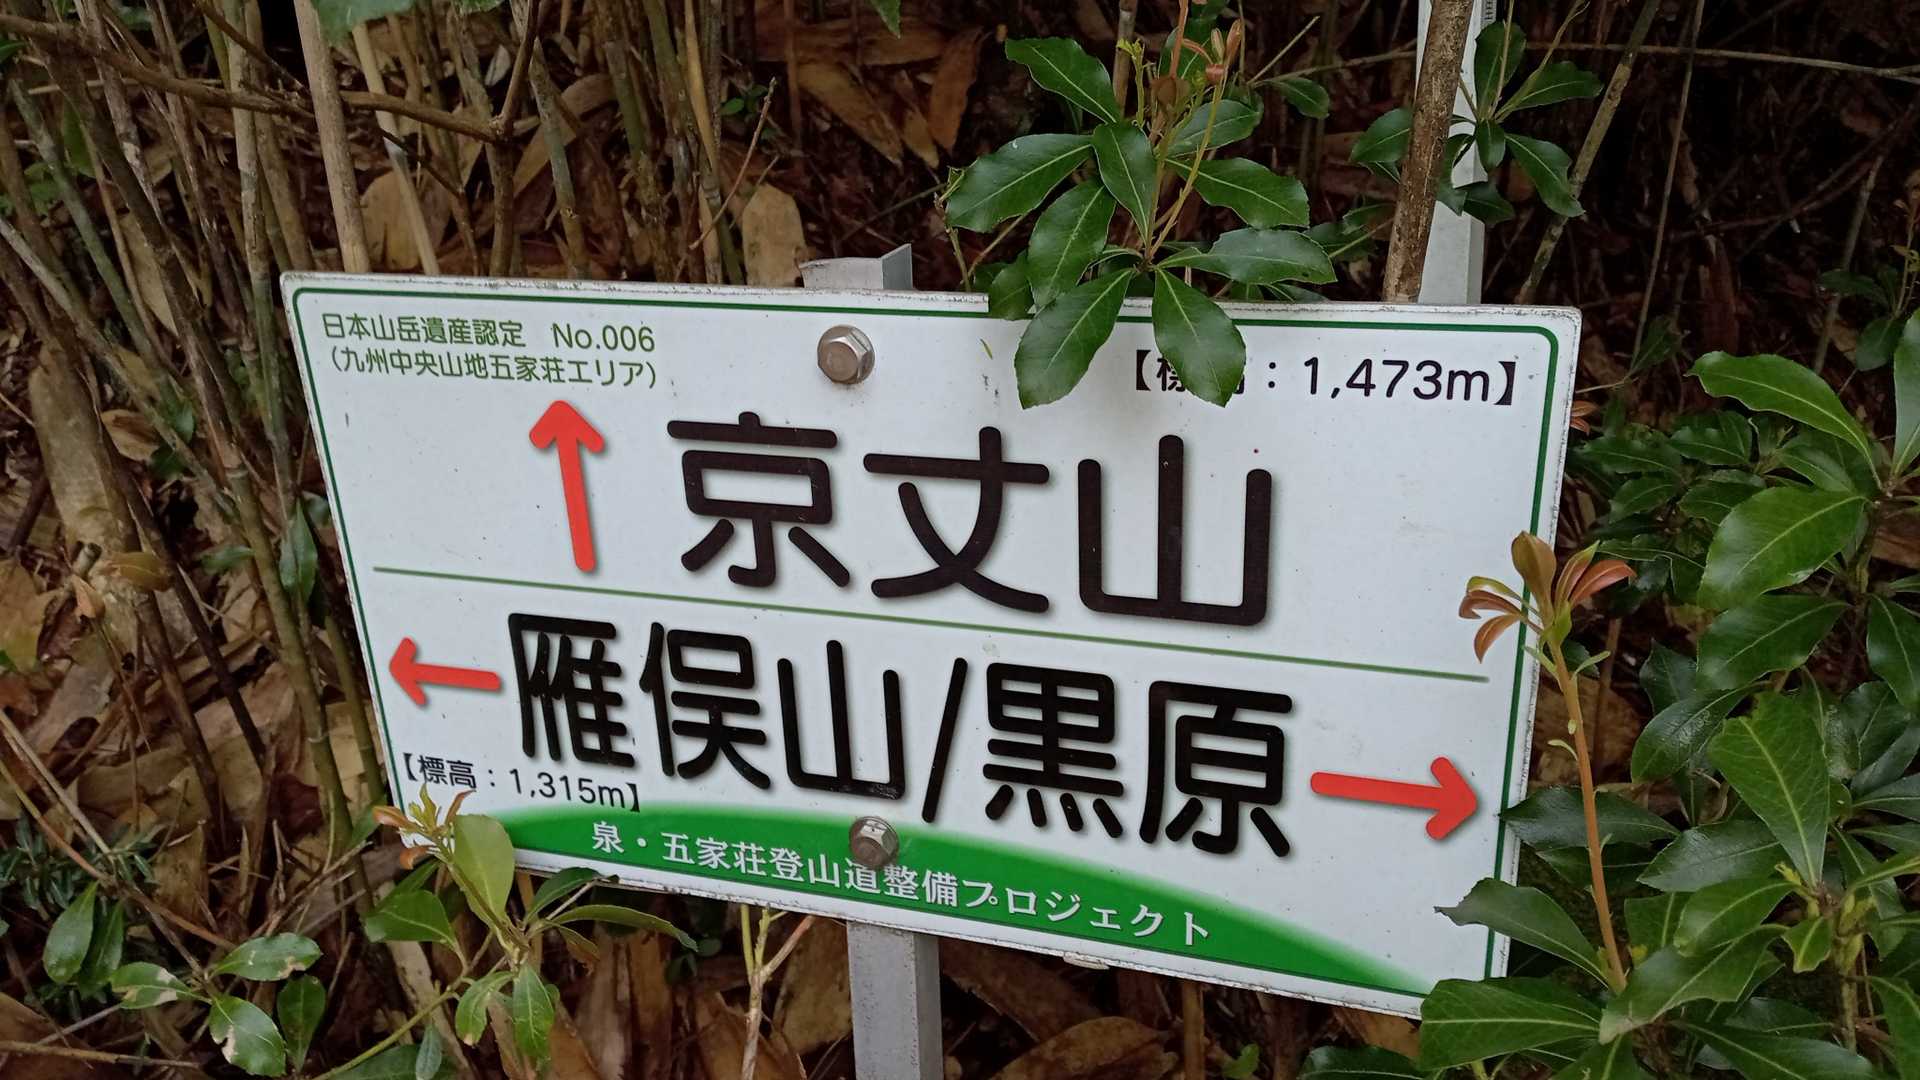 日本山岳遺産認定 No.006
（九州中央山地五家荘エリア）
【標高：1,473m】
京丈山
雁俣山/黒原
【標高：1,315m】
泉・五家荘登山道整備プロジェクト